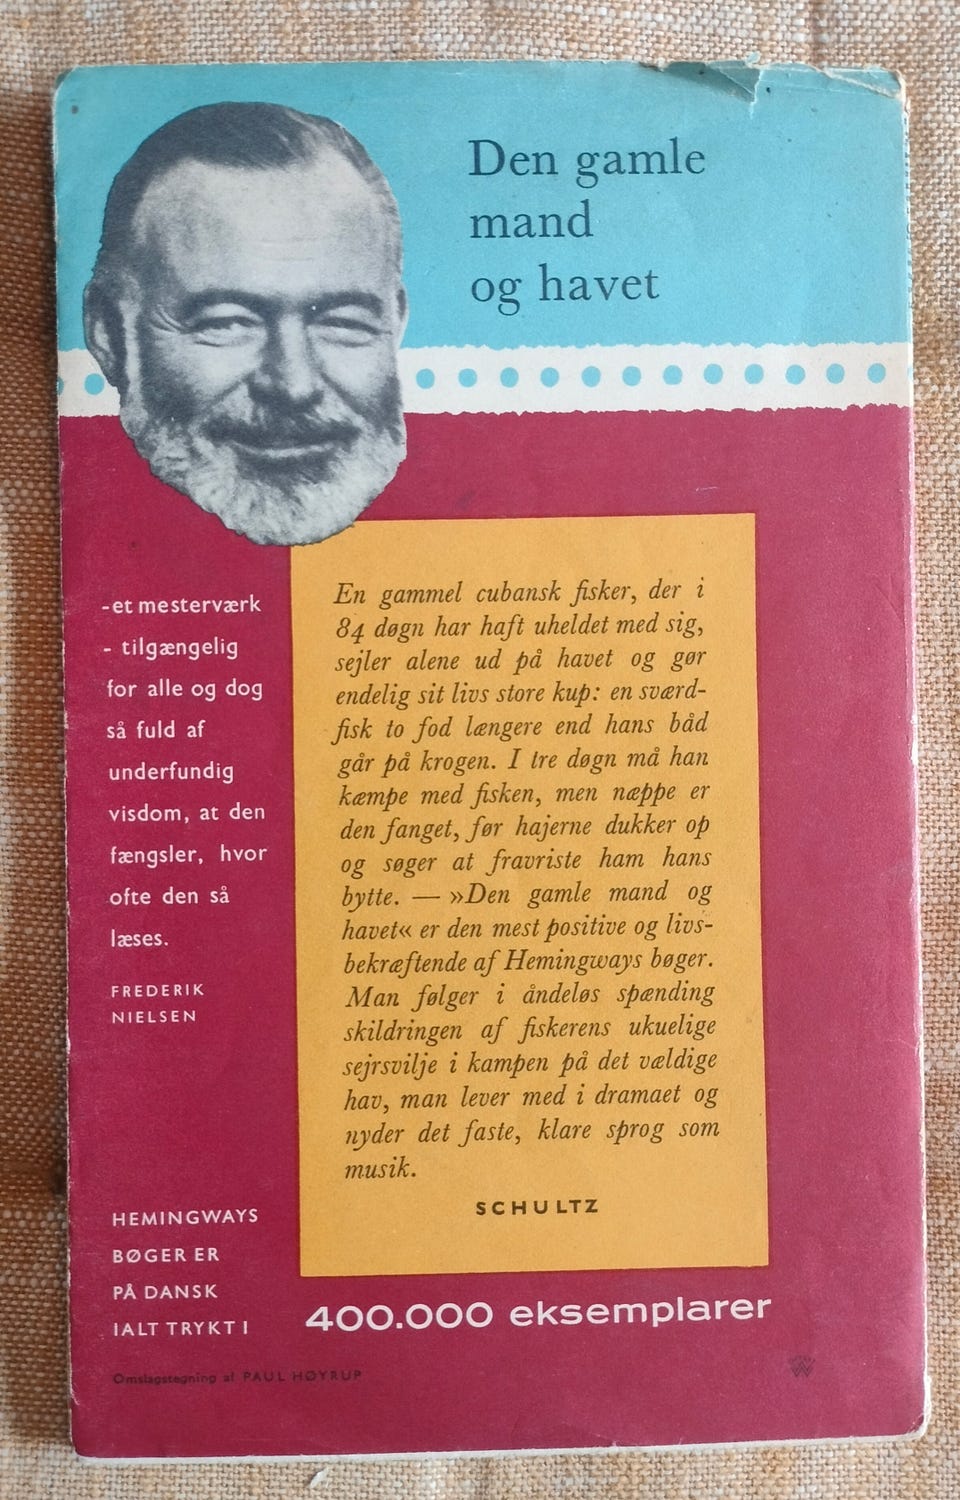 Den gamle
mand
og havet
-et mesterværk
- tilgængelig
for alle og dog
så fuld af
underfundig
visdom, at den
fængsler, hvor
ofte den så
læses.
FREDERIK
NIELSEN
En gammel cubansk fisker, der i
84 døgn har haft uheldet med sig,
sejler alene ud på havet og gør
endelig sit livs store kup: en sværd-
fisk to fod længere end hans båd
går på krogen. I tre døgn må han
kæmpe med fisken, men næppe er
den fanget, før hajerne dukker op
og søger at fravriste ham hans
bytte. — »Den gamle mand og
havet« er den mest positive og livs-
bekræftende af Hemingways bøger.
Man følger i åndeløs spænding
skildringen af fiskerens ukuelige
sejrsvilje i kampen på det vældige
hav, man lever med i dramaet og
nyder det faste, klare sprog som
musik.
SCHULTZ
HEMINGWAYS
BØGER ER
PÅ DANSK
IALT TRYKT I
400.000 eksemplarer
Omslagstegning af PAUL HØYRUP